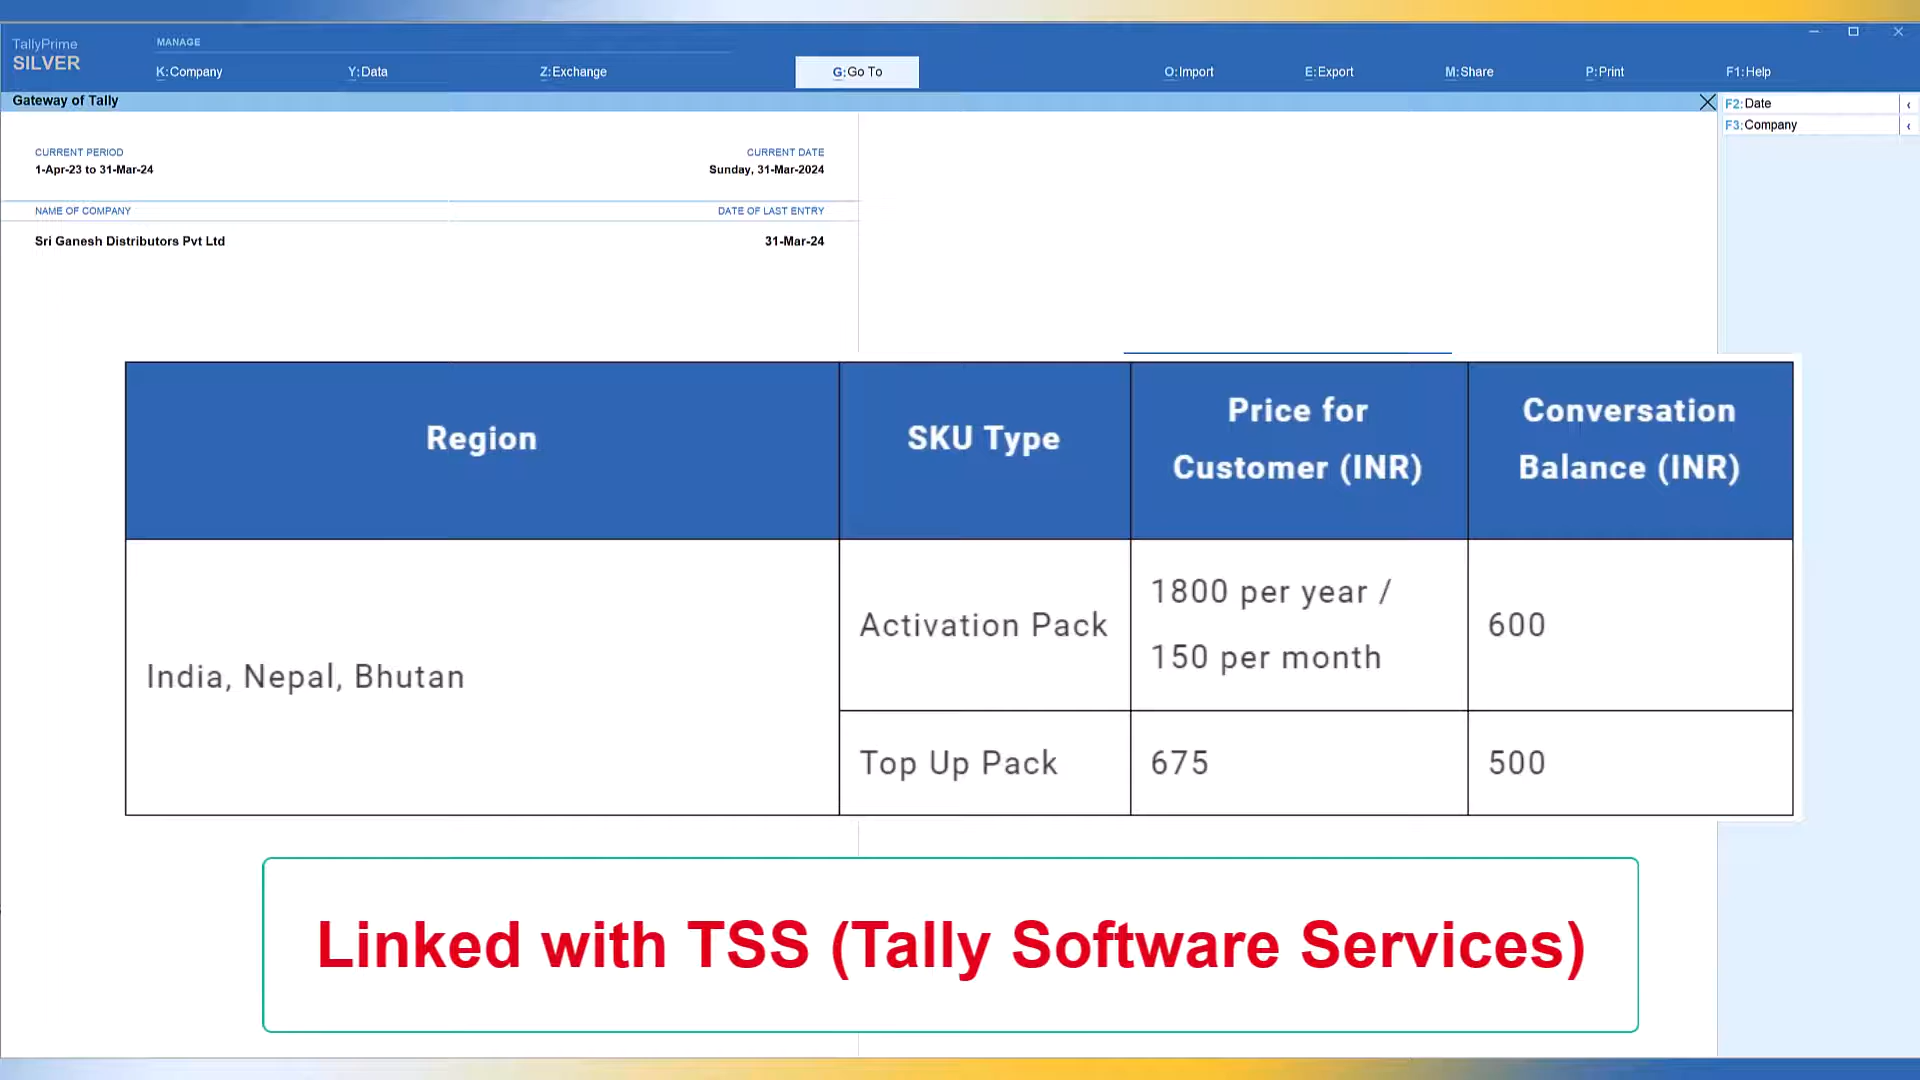 TallyPrime
SILVER
MANAGE
K:Company
Y:Data
Z:Exchange
G:Go To
O:Import
E:Export
M:Share
P:Print
F1:Help
Gateway of Tally
F2:Date
F3:Company
CURRENT PERIOD
CURRENT DATE
1-Apr-23 to 31-Mar-24
Sunday, 31-Mar-2024
NAME OF COMPANY
DATE OF LAST ENTRY
Sri Ganesh Distributors Pvt Ltd
31-Mar-24
Region
SKU Type
Price for
Customer (INR)
Conversation
Balance (INR)
India, Nepal, Bhutan
Activation Pack
1800 per year /
150 per month
600
Top Up Pack
675
500
Linked with TSS (Tally Software Services)